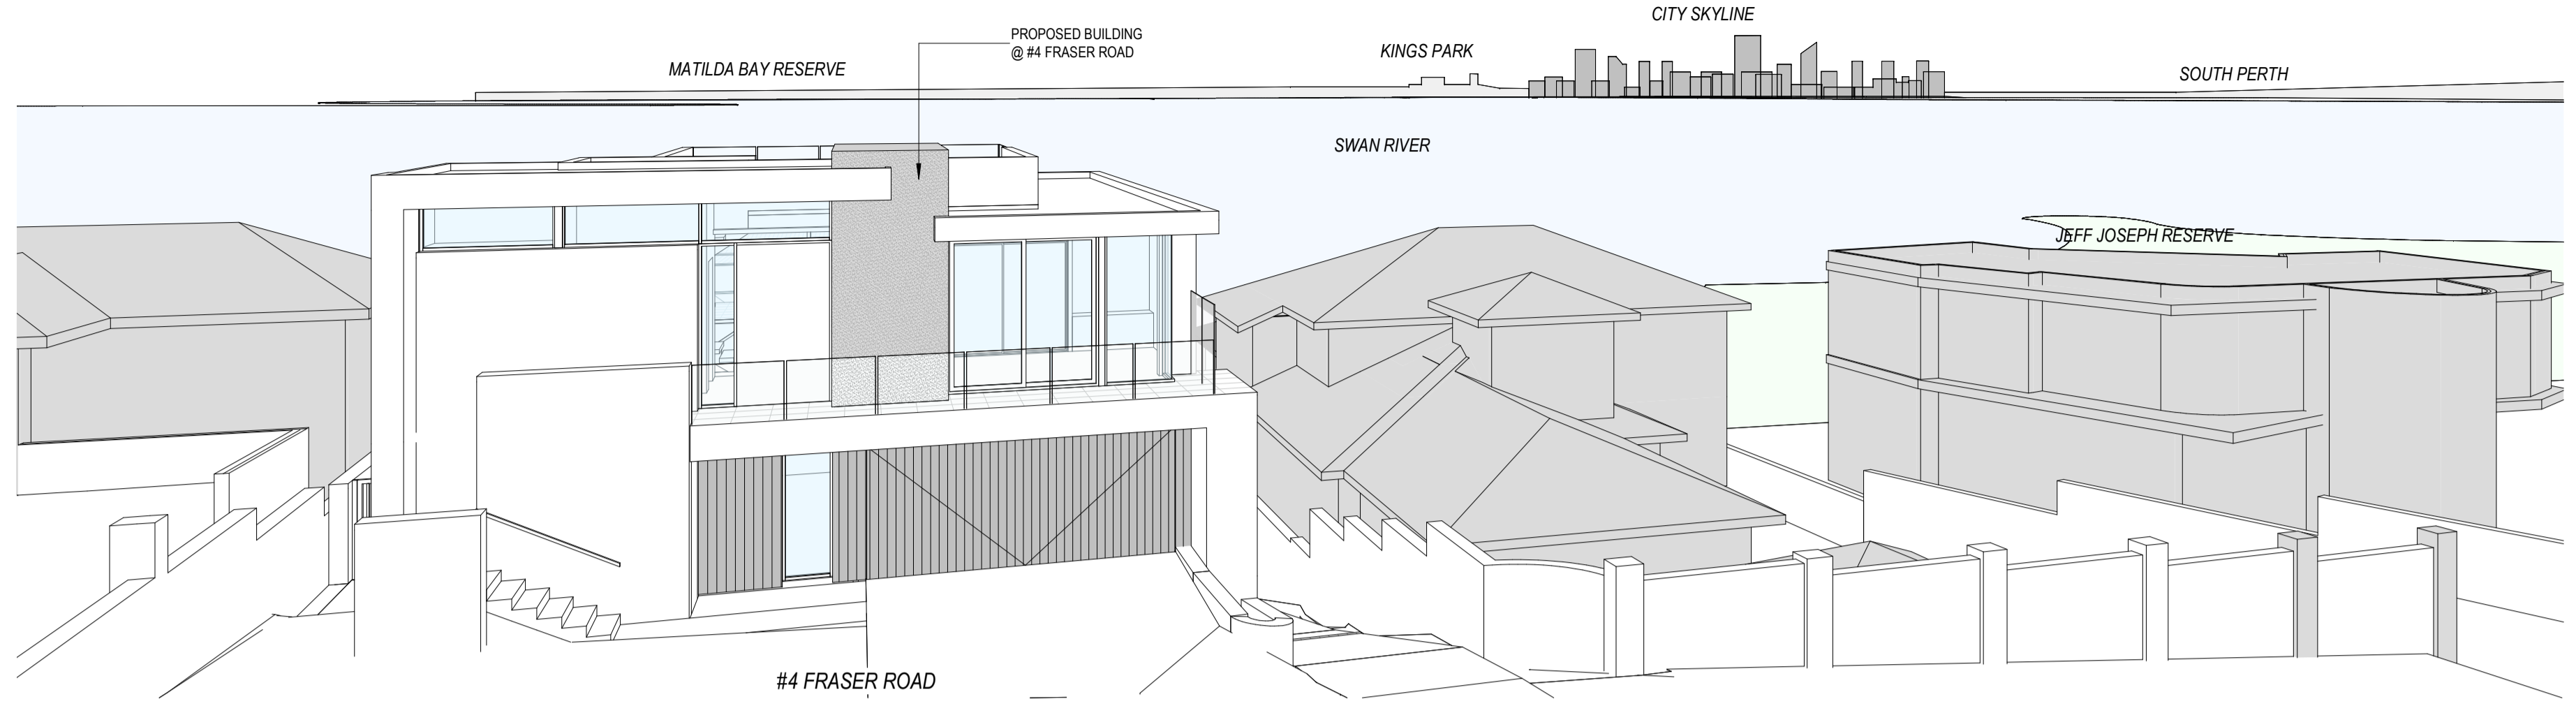 CITY SKYLINE
PROPOSED BUILDING
@ #4 FRASER ROAD
KINGS PARK
MATILDA BAY RESERVE
SOUTH PERTH
SWAN RIVER
JEFF JOSEPH RESERVE
#4 FRASER ROAD